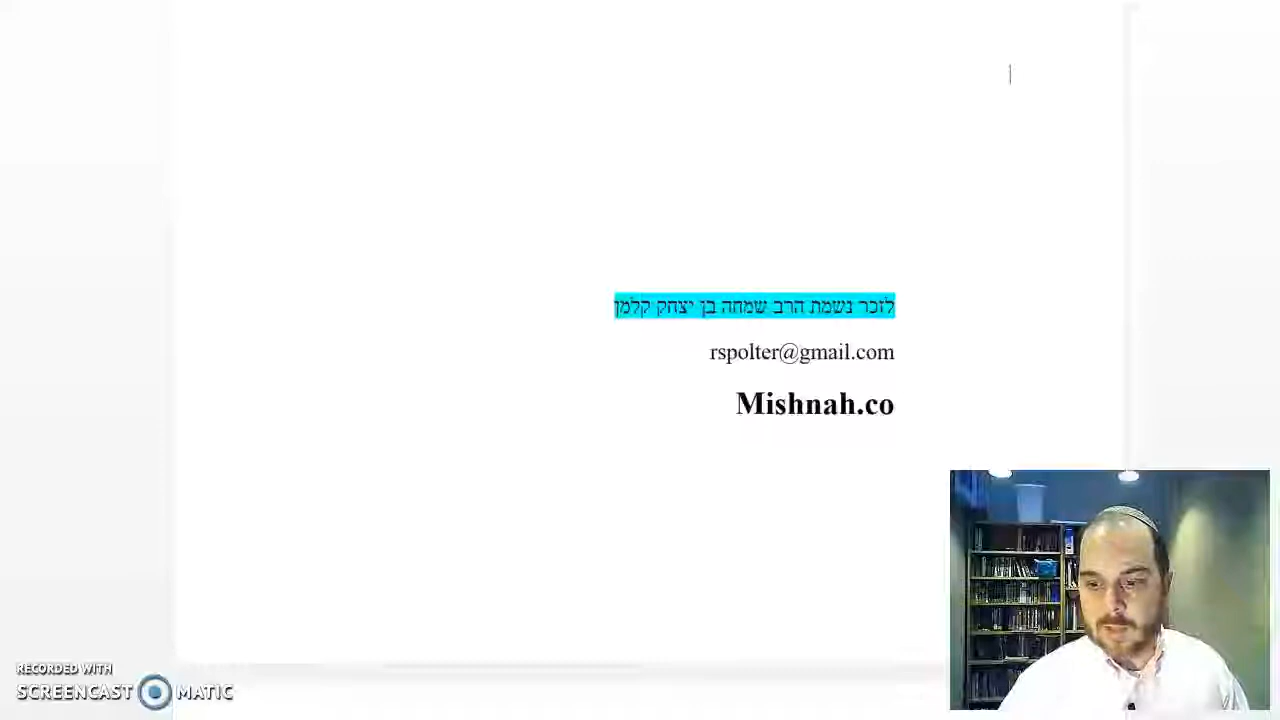 לזכר נשמת הרב שמחה בן יצחק קלמן
rspolter@gmail.com
Mishnah.co
RECORDED WITH
SCREENCAST MATIC